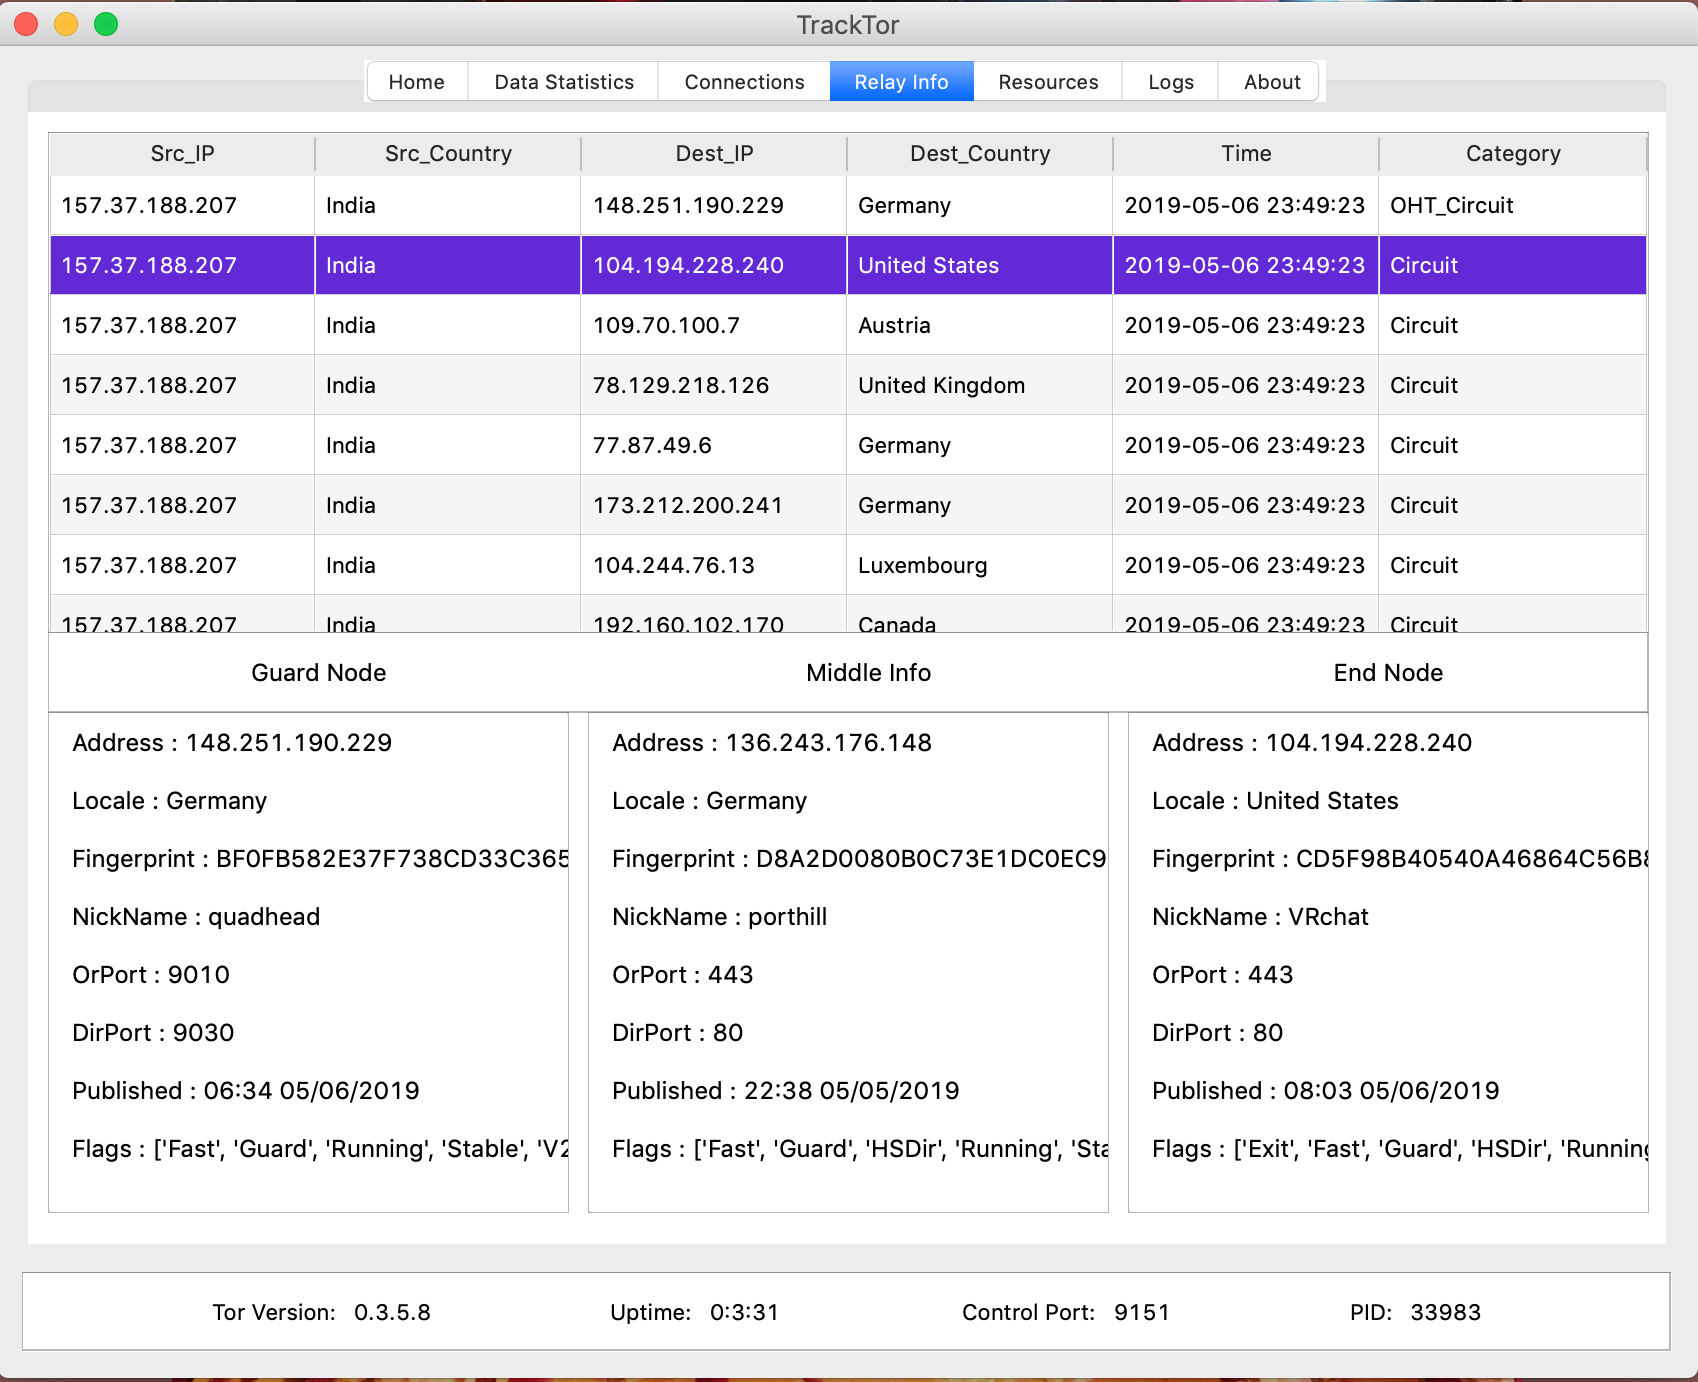 TrackTor
Home Data Statistics Connections Relay Info Resources Logs About
Src_IP Src_Country Dest_IP Dest_Country Time Category
157.37.188.207 India 148.251.190.229 Germany 2019-05-06 23:49:23 OHT_Circuit
157.37.188.207 India 104.194.228.240 United States 2019-05-06 23:49:23 Circuit
157.37.188.207 India 109.70.100.7 Austria 2019-05-06 23:49:23 Circuit
157.37.188.207 India 78.129.218.126 United Kingdom 2019-05-06 23:49:23 Circuit
157.37.188.207 India 77.87.49.6 Germany 2019-05-06 23:49:23 Circuit
157.37.188.207 India 173.212.200.241 Germany 2019-05-06 23:49:23 Circuit
157.37.188.207 India 104.244.76.13 Luxembourg 2019-05-06 23:49:23 Circuit
157.37.188.207 India 192.160.102.170 Canada 2019-05-06 23:49:23 Circuit
Guard Node Middle Info End Node
Address : 148.251.190.229
Locale : Germany
Fingerprint : BF0FB582E37F738CD33C365
NickName : quadhead
OrPort : 9010
DirPort : 9030
Published : 06:34 05/06/2019
Flags : ['Fast', 'Guard', 'Running', 'Stable', 'V2
Address : 136.243.176.148
Locale : Germany
Fingerprint : D8A2D0080B0C73E1DC0EC9
NickName : porthill
OrPort : 443
DirPort : 80
Published : 22:38 05/05/2019
Flags : ['Fast', 'Guard', 'HSDir', 'Running', 'Sta
Address : 104.194.228.240
Locale : United States
Fingerprint : CD5F98B40540A46864C56B8
NickName : VRchat
OrPort : 443
DirPort : 80
Published : 08:03 05/06/2019
Flags : ['Exit', 'Fast', 'Guard', 'HSDir', 'Running
Tor Version: 0.3.5.8 Uptime: 0:3:31 Control Port: 9151 PID: 33983